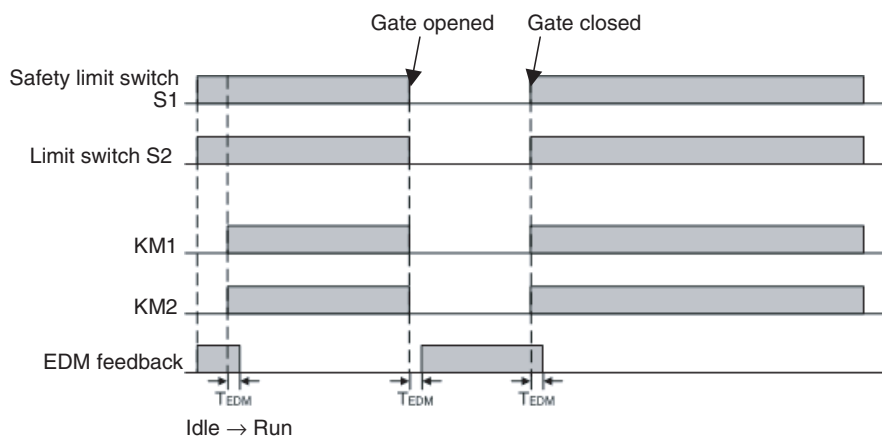 Gate opened
Gate closed
Safety limit switch
S1
Limit switch S2
KM1
KM2
EDM feedback
TEDM
TEDM
TEDM
Idle → Run